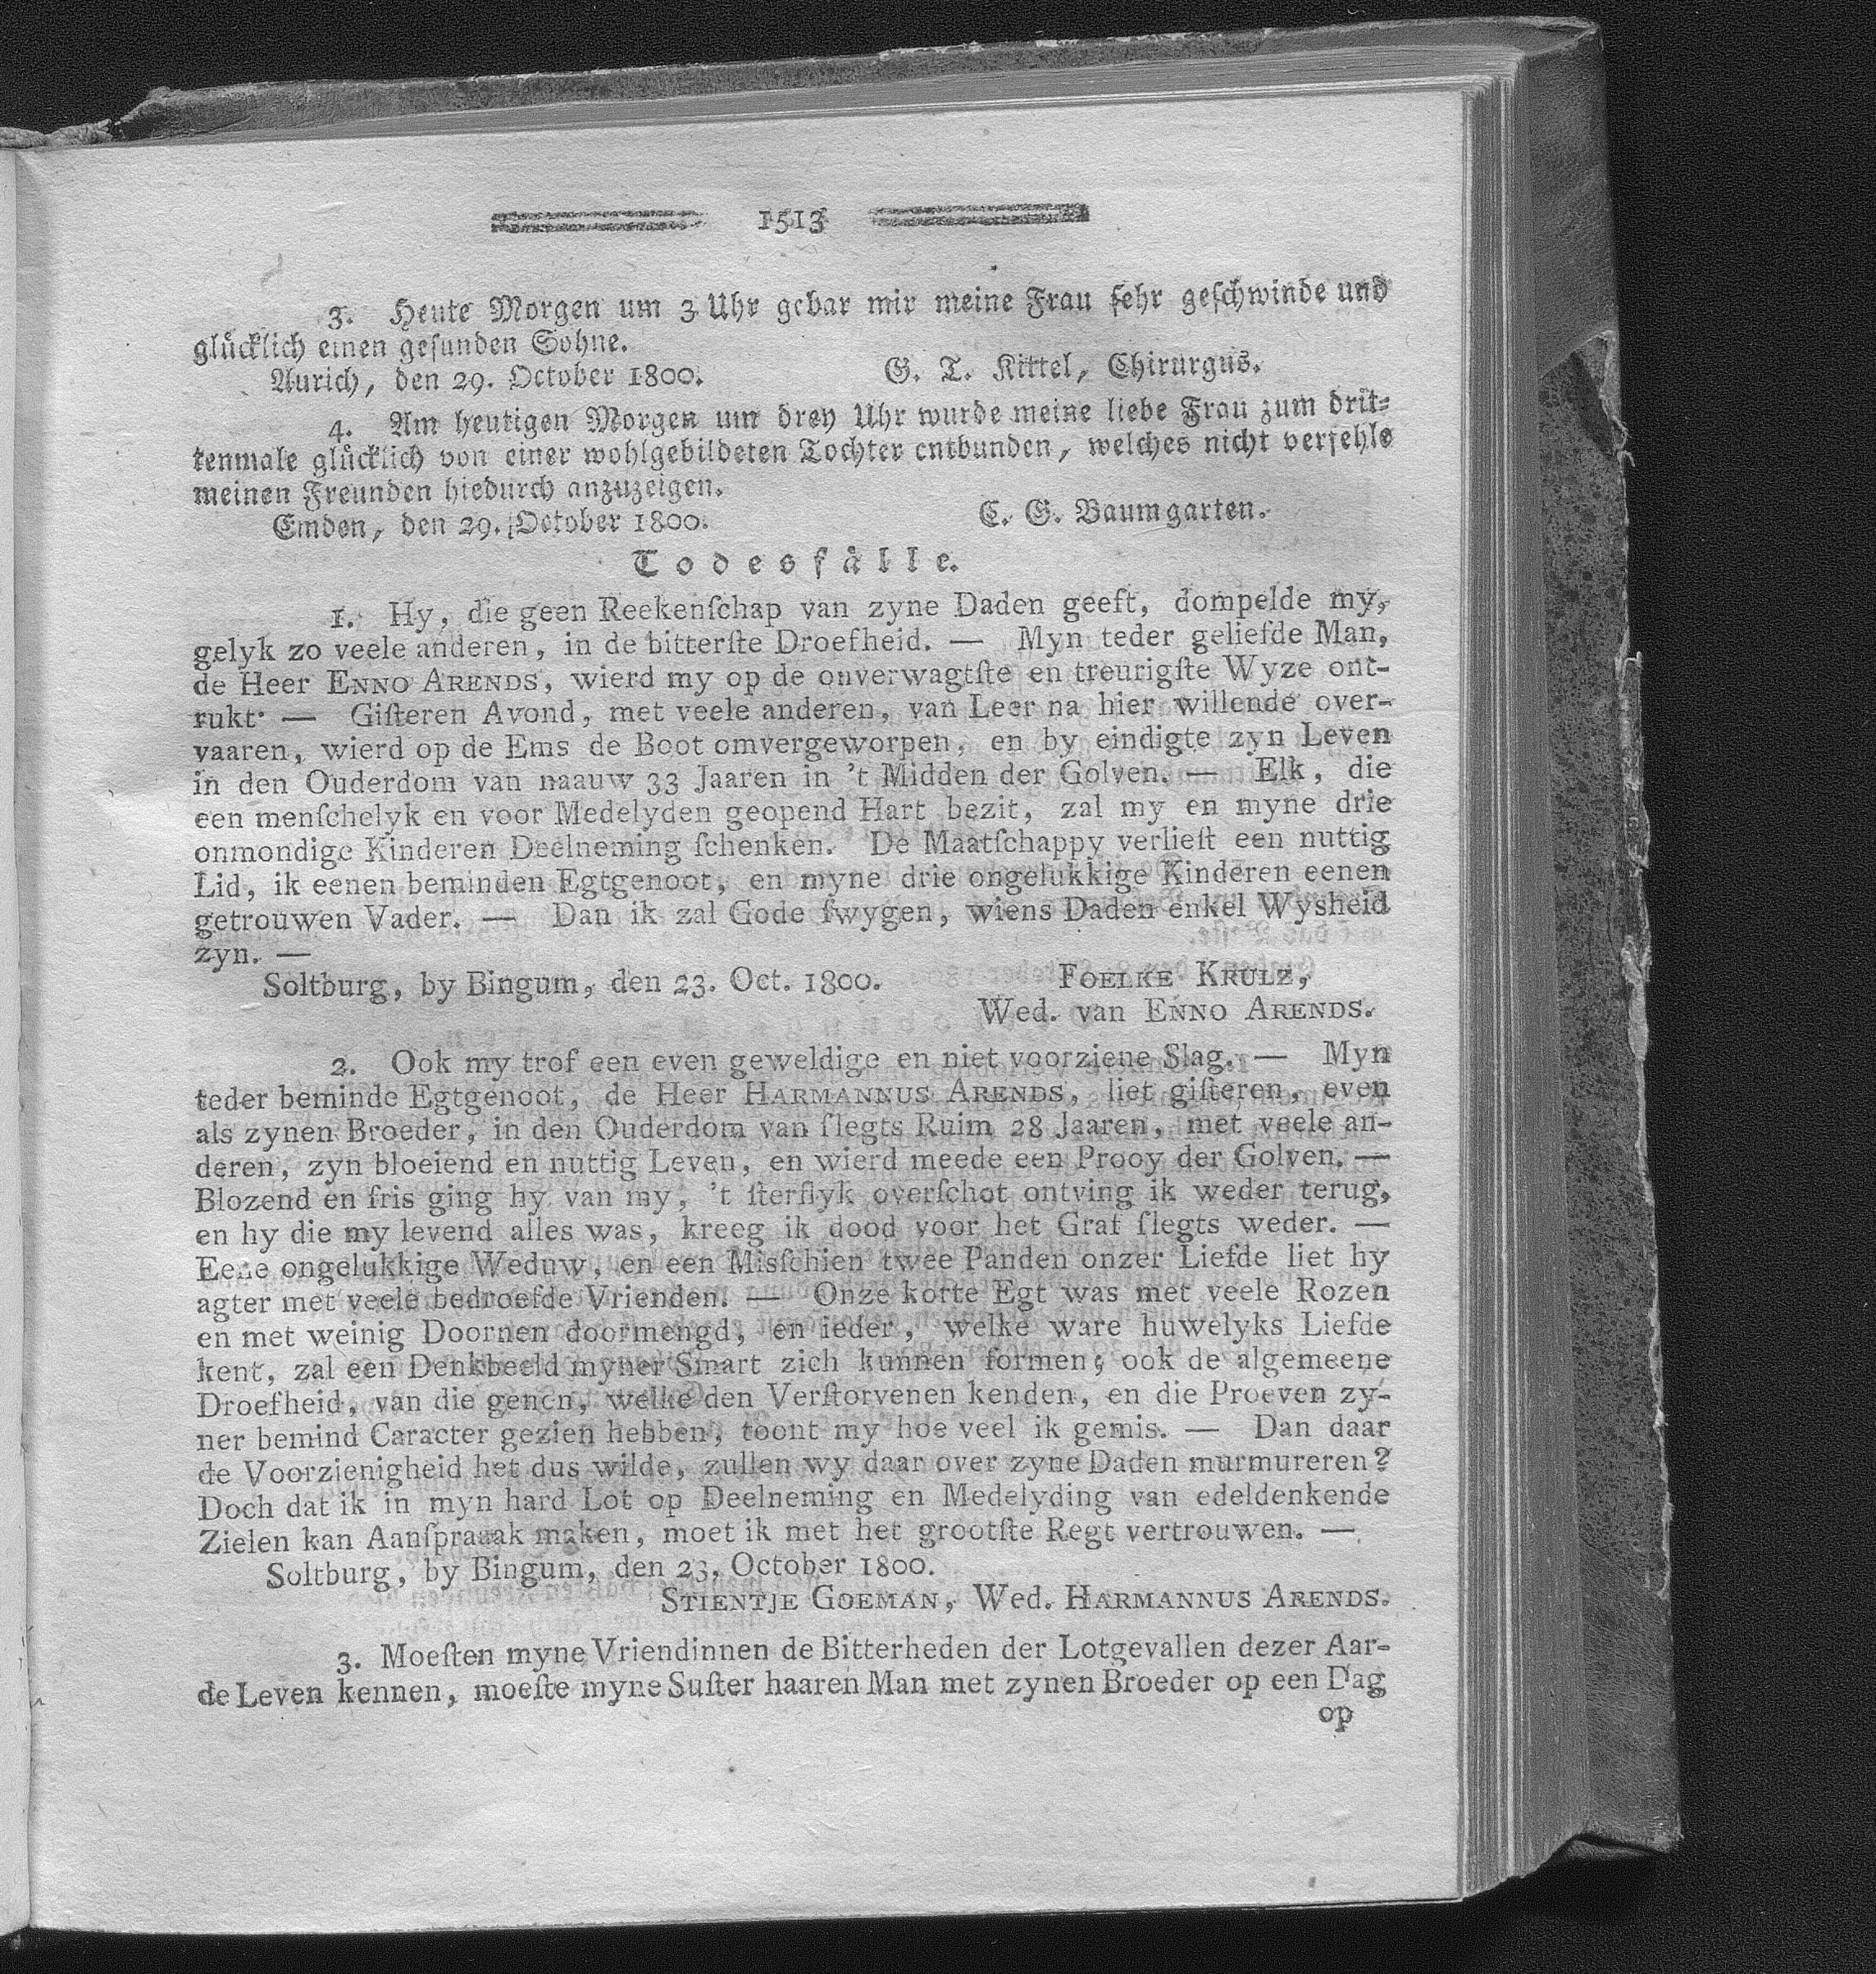 1513
3. Heute Morgen um 3 Uhr gebar mir meine Frau sehr geschwinde und
glücklich einen gesunden Sohne.
Aurich, den 29. October 1800. G. T. Kittel, Chirurgus.
4. Am heutigen Morgen um drey Uhr wurde meine liebe Frau zum drit-
tenmale glücklich von einer wohlgebildeten Tochter entbunden, welches nicht verfehle
meinen Freunden hiedurch anzuzeigen.
Emden, den 29. October 1800. C. G. Baumgarten.
Todesfälle.
1. Hy, die geen Reekenſchap van zyne Daden geeft, dompelde my,
gelyk zo veele anderen, in de bitterſte Droefheid. — Myn teder geliefde Man,
de Heer ENNO ARENDS, wierd my op de onverwagtſte en treurigſte Wyze ont-
rukt. — Giſteren Avond, met veele anderen, van Leer na hier willende over-
vaaren, wierd op de Ems de Boot omvergeworpen, en by eindigte zyn Leven
in den Ouderdom van naauw 33 Jaaren in 't Midden der Golven. — Elk, die
een menſchelyk en voor Medelyden geopend Hart bezit, zal my en myne drie
onmondige Kinderen Deelneming ſchenken. De Maatſchappy verlieſt een nuttig
Lid, ik eenen beminden Egtgenoot, en myne drie ongelukkige Kinderen eenen
getrouwen Vader. — Dan ik zal Gode ſwygen, wiens Daden enkel Wysheid
zyn. —
Soltburg, by Bingum, den 23. Oct. 1800. FOELKE KRULZ,
Wed. van ENNO ARENDS.
2. Ook my trof een even geweldige en niet voorziene Slag. — Myn
teder beminde Egtgenoot, de Heer HARMANNUS ARENDS, liet giſteren, even
als zynen Broeder, in den Ouderdom van ſlegts Ruim 28 Jaaren, met veele an-
deren, zyn bloeiend en nuttig Leven, en wierd meede een Prooy der Golven. —
Blozend en fris ging hy van my, 't ſterflyk overſchot ontving ik weder terug,
en hy die my levend alles was, kreeg ik dood voor het Graf ſlegts weder. —
Eene ongelukkige Weduw, en een Misſchien twee Panden onzer Liefde liet hy
agter met veele bedroefde Vrienden. — Onze korte Egt was met veele Rozen
en met weinig Doornen doormengd, en ieder, welke ware huwelyks Liefde
kent, zal een Denkbeeld myner Smart zich kunnen formen; ook de algemeene
Droefheid, van die genen, welke den Verſtorvenen kenden, en die Proeven zy-
ner bemind Caracter gezien hebben, toont my hoe veel ik gemis. — Dan daar
de Voorzienigheid het dus wilde, zullen wy daar over zyne Daden murmureren?
Doch dat ik in myn hard Lot op Deelneming en Medelyding van edeldenkende
Zielen kan Aanſpraaak maken, moet ik met het grootſte Regt vertrouwen. —
Soltburg, by Bingum, den 23. October 1800.
STIENTJE GOEMAN, Wed. HARMANNUS ARENDS.
3. Moeſten myne Vriendinnen de Bitterheden der Lotgevallen dezer Aar-
de Leven kennen, moeſte myne Suſter haaren Man met zynen Broeder op een Dag
op